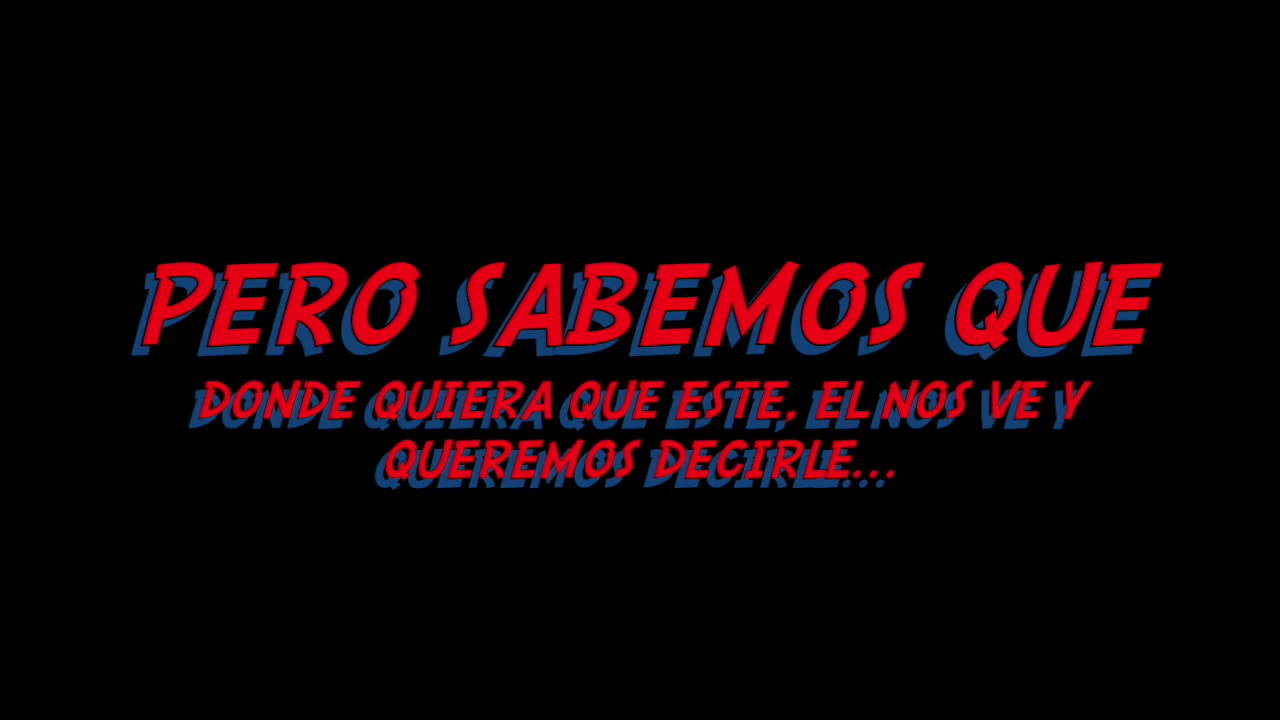 PERO SABEMOS QUE
DONDE QUIERA QUE ESTE, EL NOS VE Y
QUEREMOS DECIRLE...